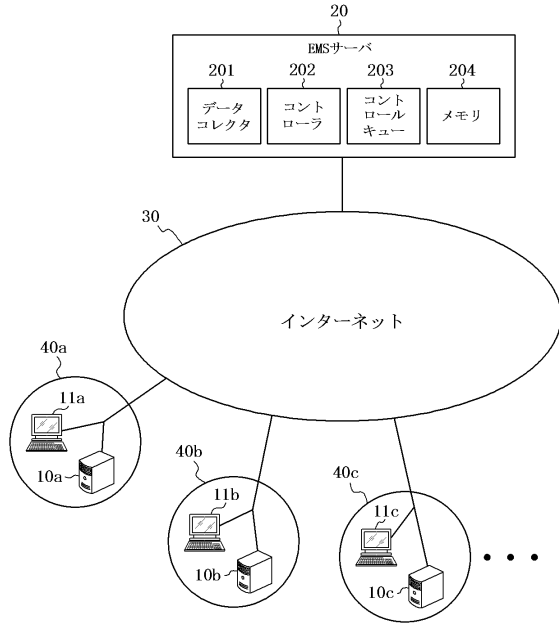 20
EMSサーバ
201
202
203
204
データ
コレクタ
コント
ローラ
コント
ロール
キュー
メモリ
30
インターネット
40a
11a
10a
40b
11b
10b
40c
11c
10c
・・・